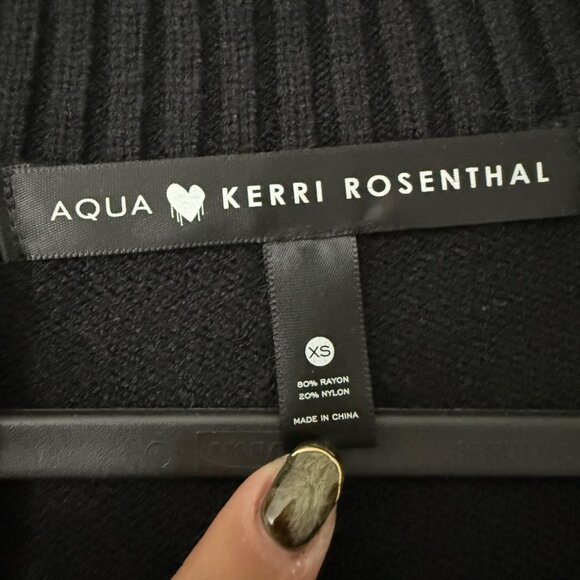 AQUA KERRI ROSENTHAL
XS
80% RAYON
20% NYLON
MADE IN CHINA